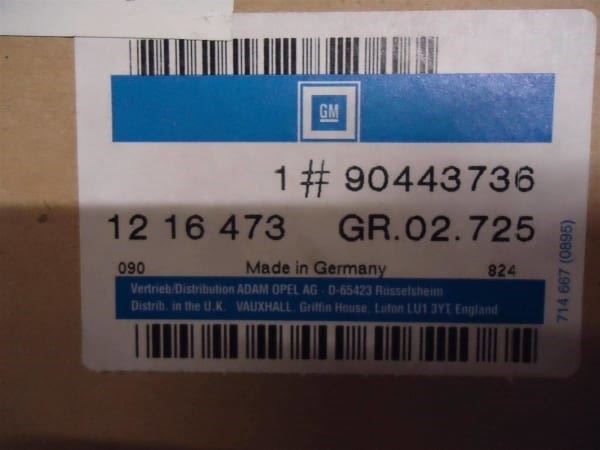 GM
1 # 90443736
12 16 473 GR.02.725
090 Made in Germany 824
Vertrieb/Distribution ADAM OPEL AG - D-65423 Rüsselsheim
Distrib. in the U.K. VAUXHALL. Griffin House. Luton LU1 3YT. England
714 667 (0895)